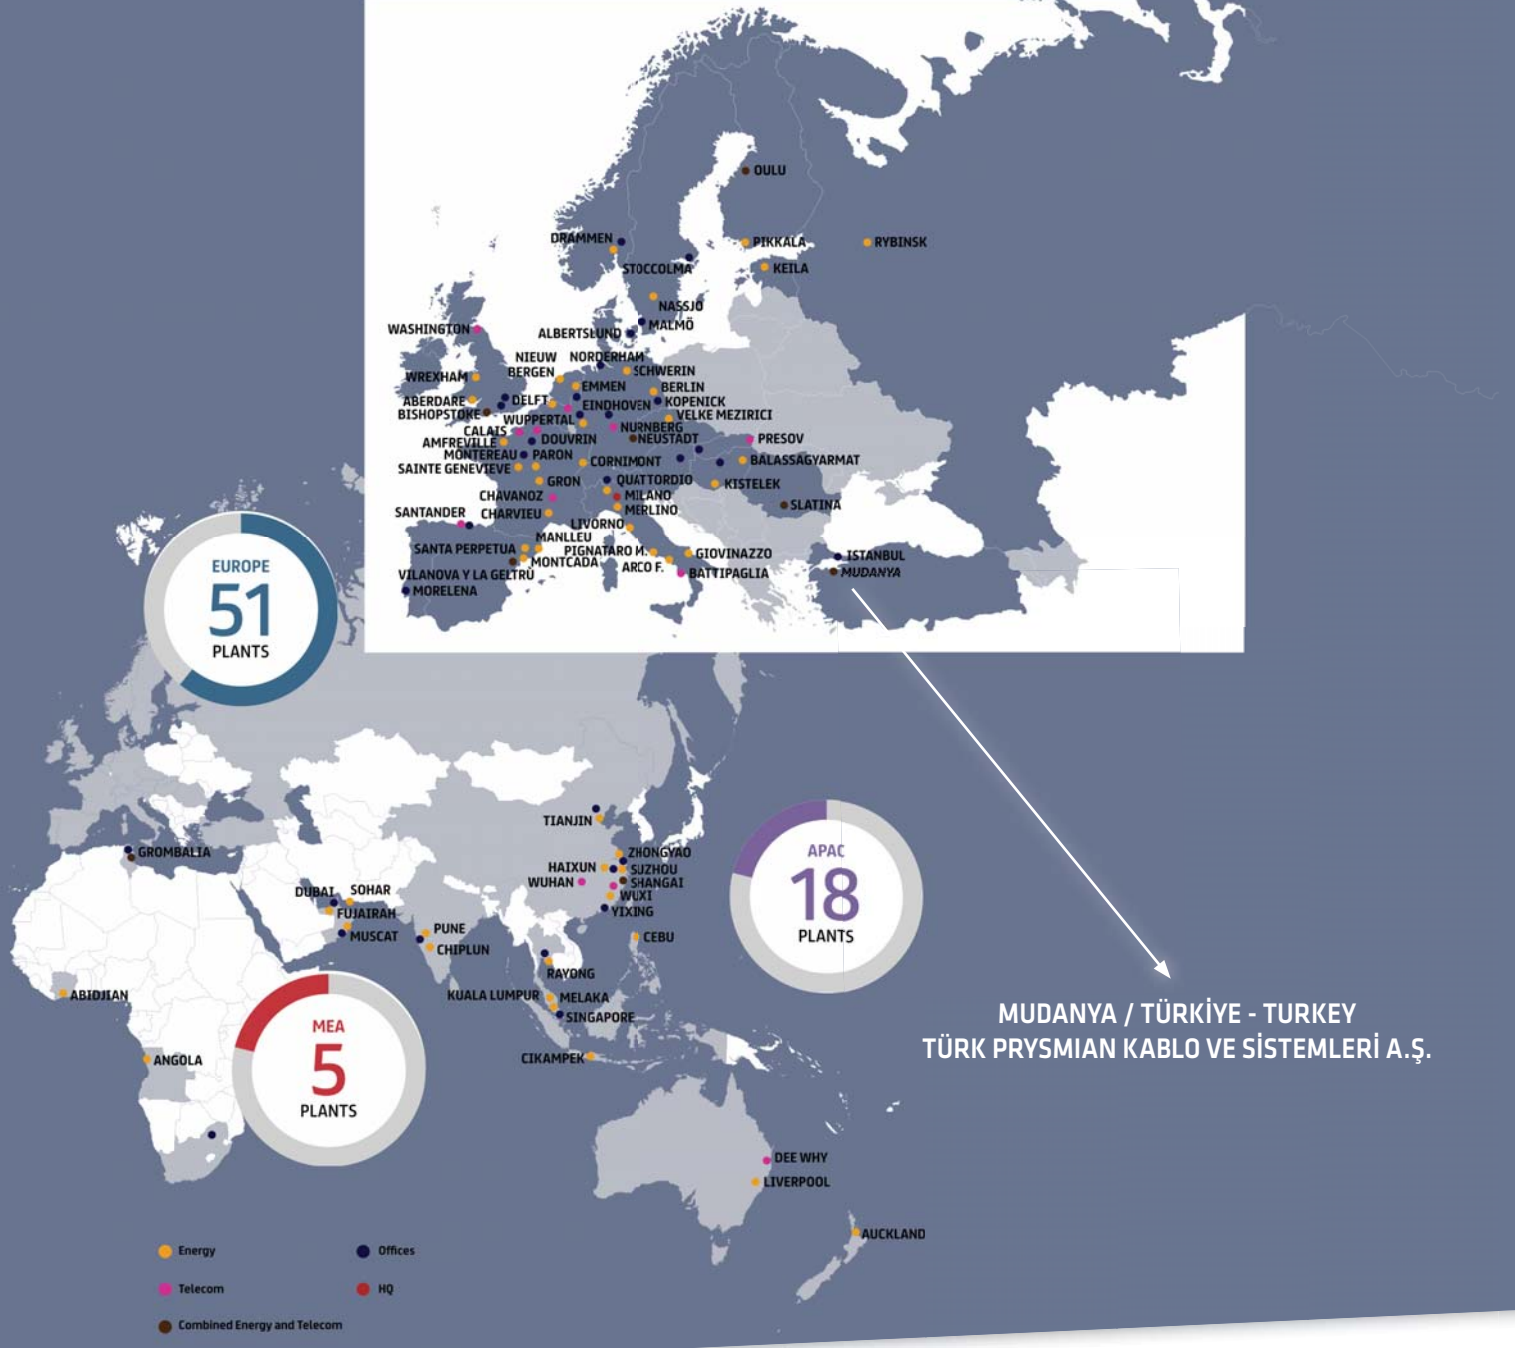 OULU
DRAMMEN
PIKKALA
RYBINSK
STOCCOLMA
KEILA
NASSJO
MALMÖ
WASHINGTON
ALBERTSLUND
NIEUW
BERGEN
NORDERHAM
SCHWERIN
WREXHAM
EMMEN
BERLIN
ABERDARE
DELFT
EINDHOVEN
KOPENICK
BISHOPSTOKE
WUPPERTAL
VELKE MEZIRICI
CALAIS
NURNBERG
AMFREVILLE
DOUVRIN
NEUSTADT
PRESOV
MONTEREAU
PARON
SAINTE GENEVIEVE
CORNIMONT
BALASSAGYARMAT
GRON
QUATTORDIO
KISTELEK
CHAVANOZ
MILANO
SLATINA
SANTANDER
CHARVIEU
MERLINO
LIVORNO
MANLLEU
SANTA PERPETUA
PIGNATARO M.
GIOVINAZZO
ISTANBUL
MONTCADA
ARCO F.
BATTIPAGLIA
MUDANYA
VILANOVA Y LA GELTRÙ
MORELENA
EUROPE
51
PLANTS
TIANJIN
GROMBALIA
ZHONGYAO
HAIXUN
SUZHOU
WUHAN
SHANGAI
WUXI
YIXING
DUBAI
SOHAR
FUJAIRAH
MUSCAT
PUNE
CHIPLUN
CEBU
RAYONG
ABIDJIAN
KUALA LUMPUR
MELAKA
SINGAPORE
CIKAMPEK
ANGOLA
APAC
18
PLANTS
MEA
5
PLANTS
MUDANYA / TÜRKİYE - TURKEY
TÜRK PRYSMIAN KABLO VE SİSTEMLERİ A.Ş.
DEE WHY
LIVERPOOL
AUCKLAND
Energy
Offices
Telecom
HQ
Combined Energy and Telecom